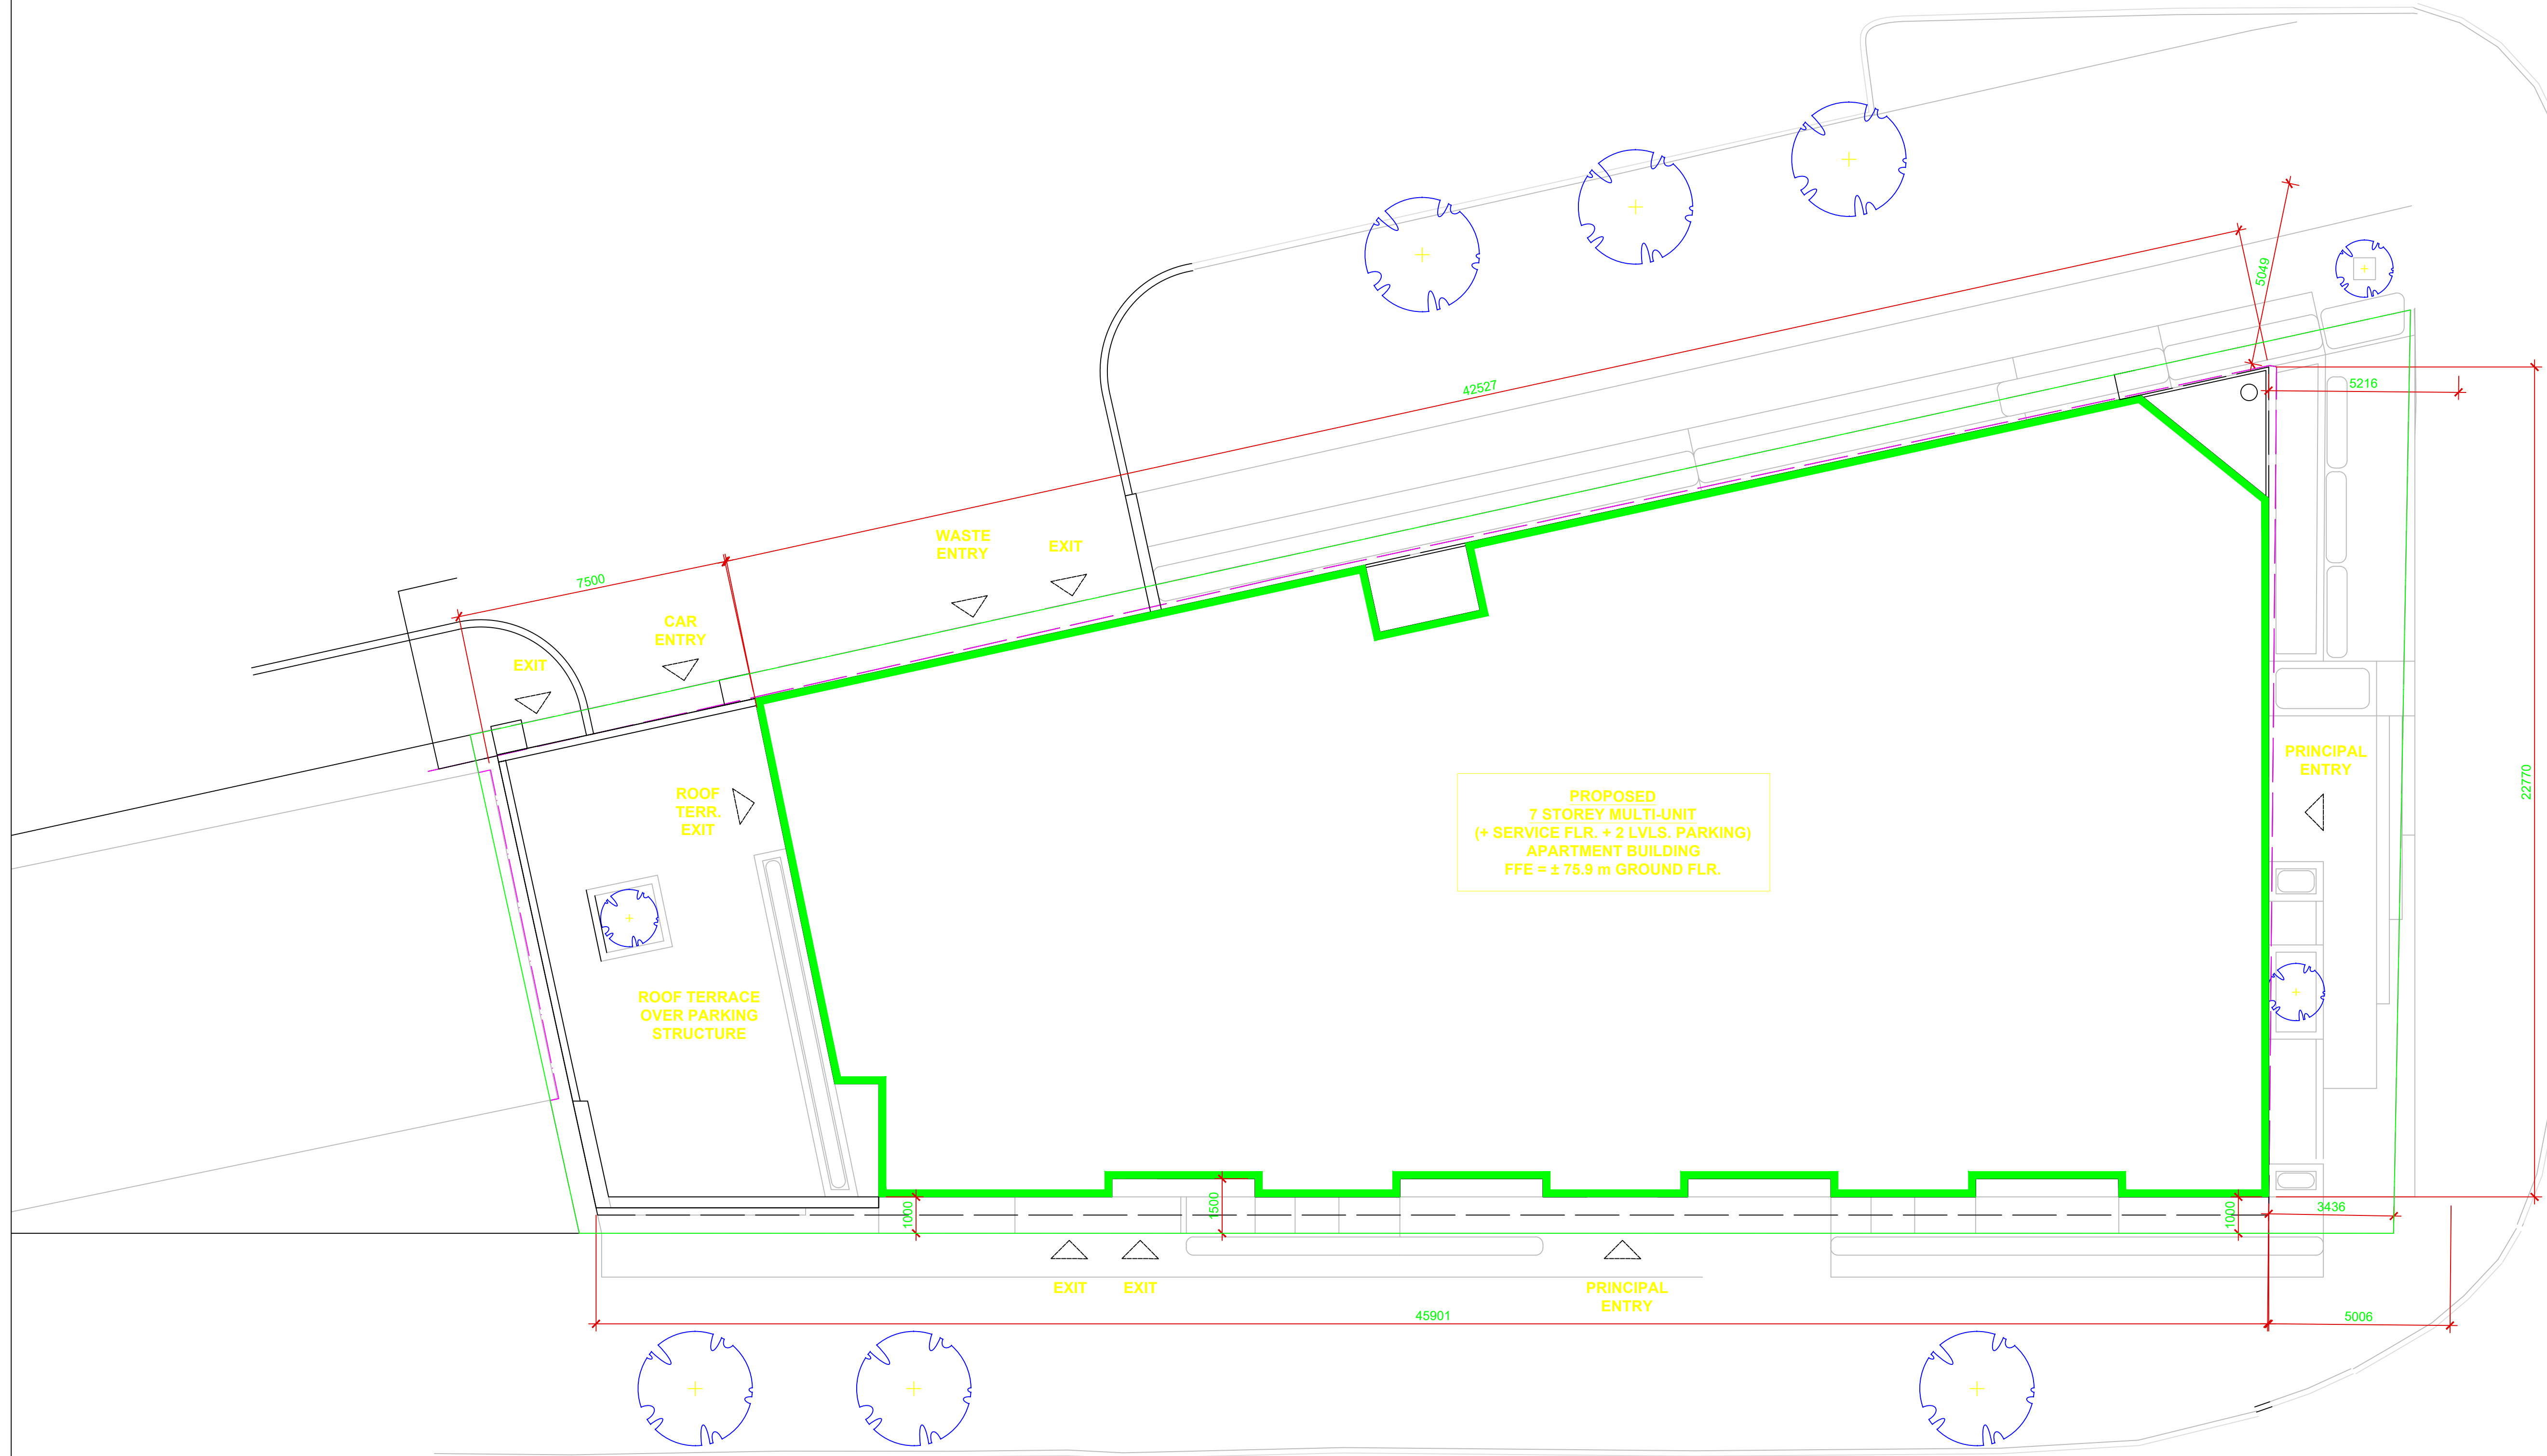 5049
5216
42527
WASTE
ENTRY
EXIT
7500
CAR
ENTRY
EXIT
PRINCIPAL
ENTRY
22770
ROOF
TERR.
EXIT
PROPOSED
7 STOREY MULTI-UNIT
(+ SERVICE FLR. + 2 LVLS. PARKING)
APARTMENT BUILDING
FFE = ± 75.9 m GROUND FLR.
ROOF TERRACE
OVER PARKING
STRUCTURE
1000
1500
1000
3436
EXIT
EXIT
PRINCIPAL
ENTRY
45901
5006